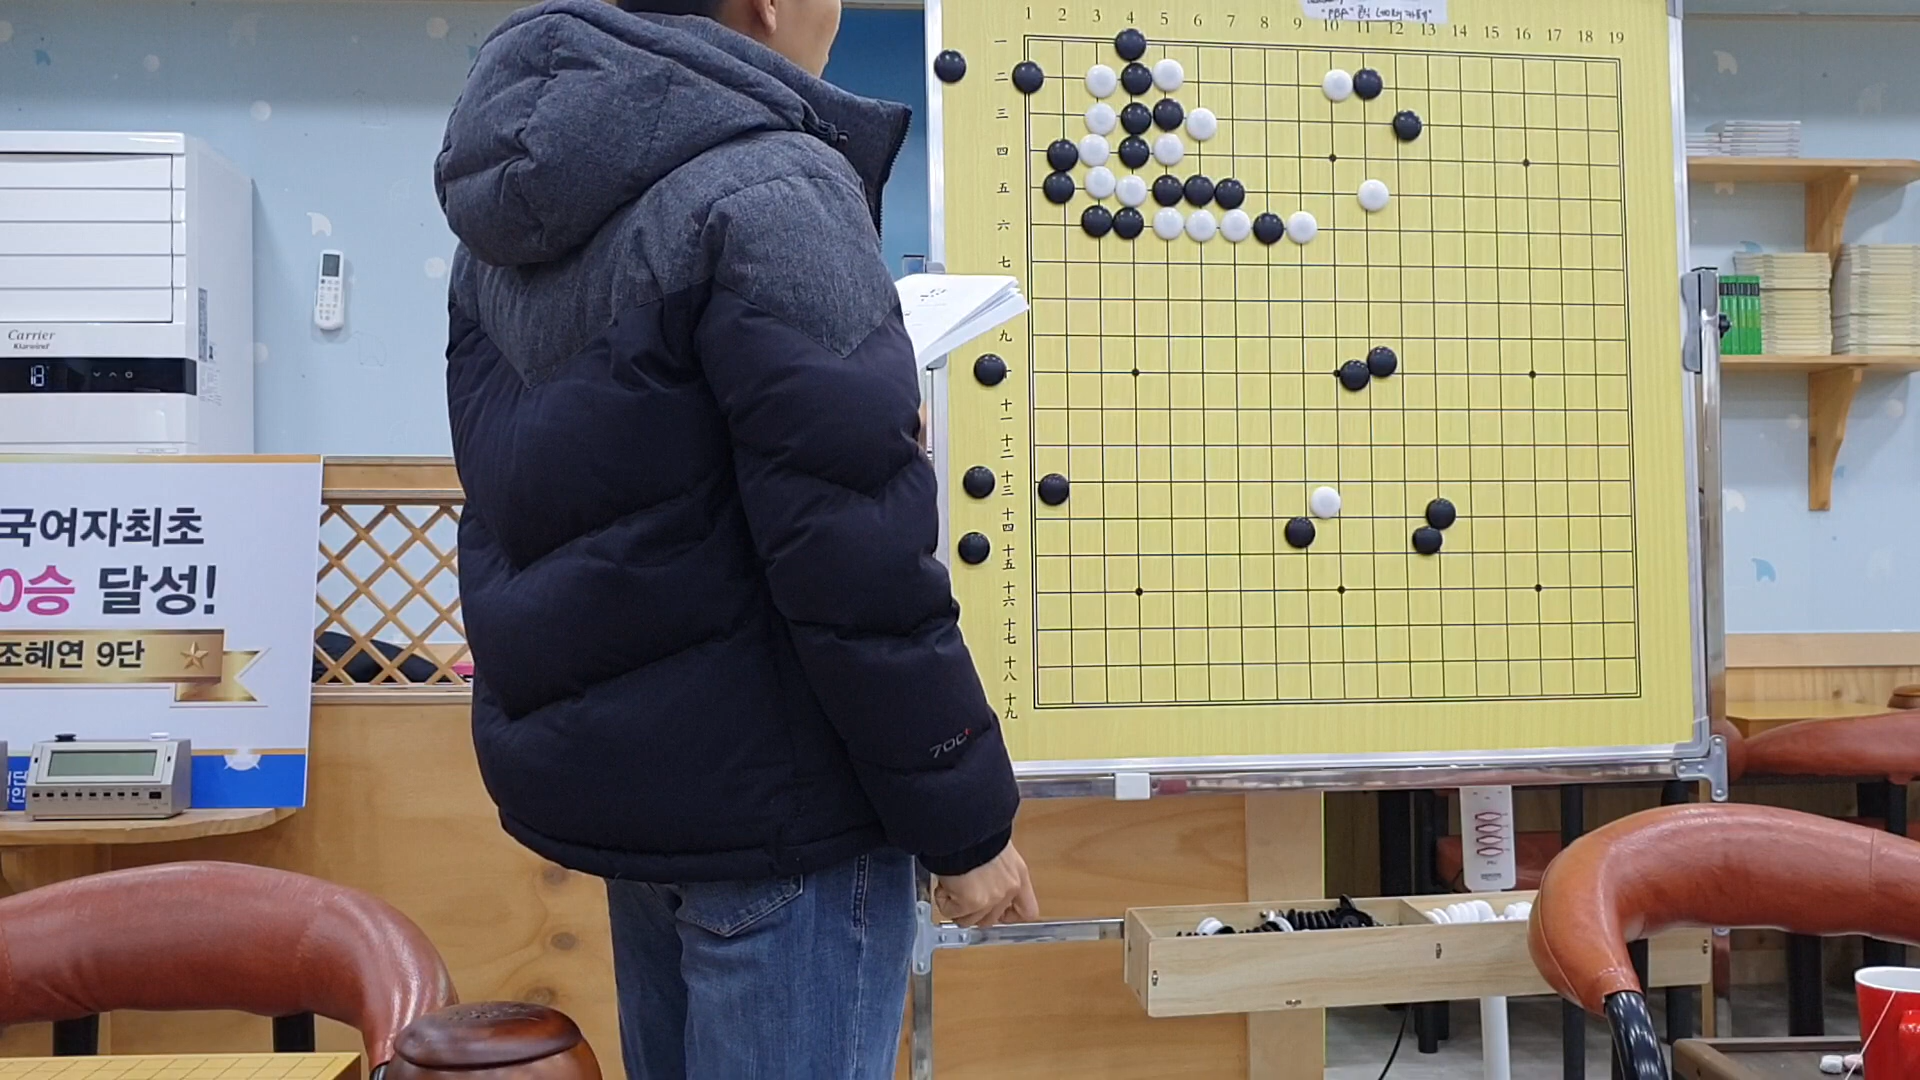 1 2 3 4 5 6 7 8 9 10 11 12 13 14 15 16 17 18 19
一
二
三
四
五
六
七
九
十
十一
十二
十三
十四
十五
十六
十七
十八
十九
Carrier
Klarwind
18
국여자최초
0승 달성!
조혜연 9단
700